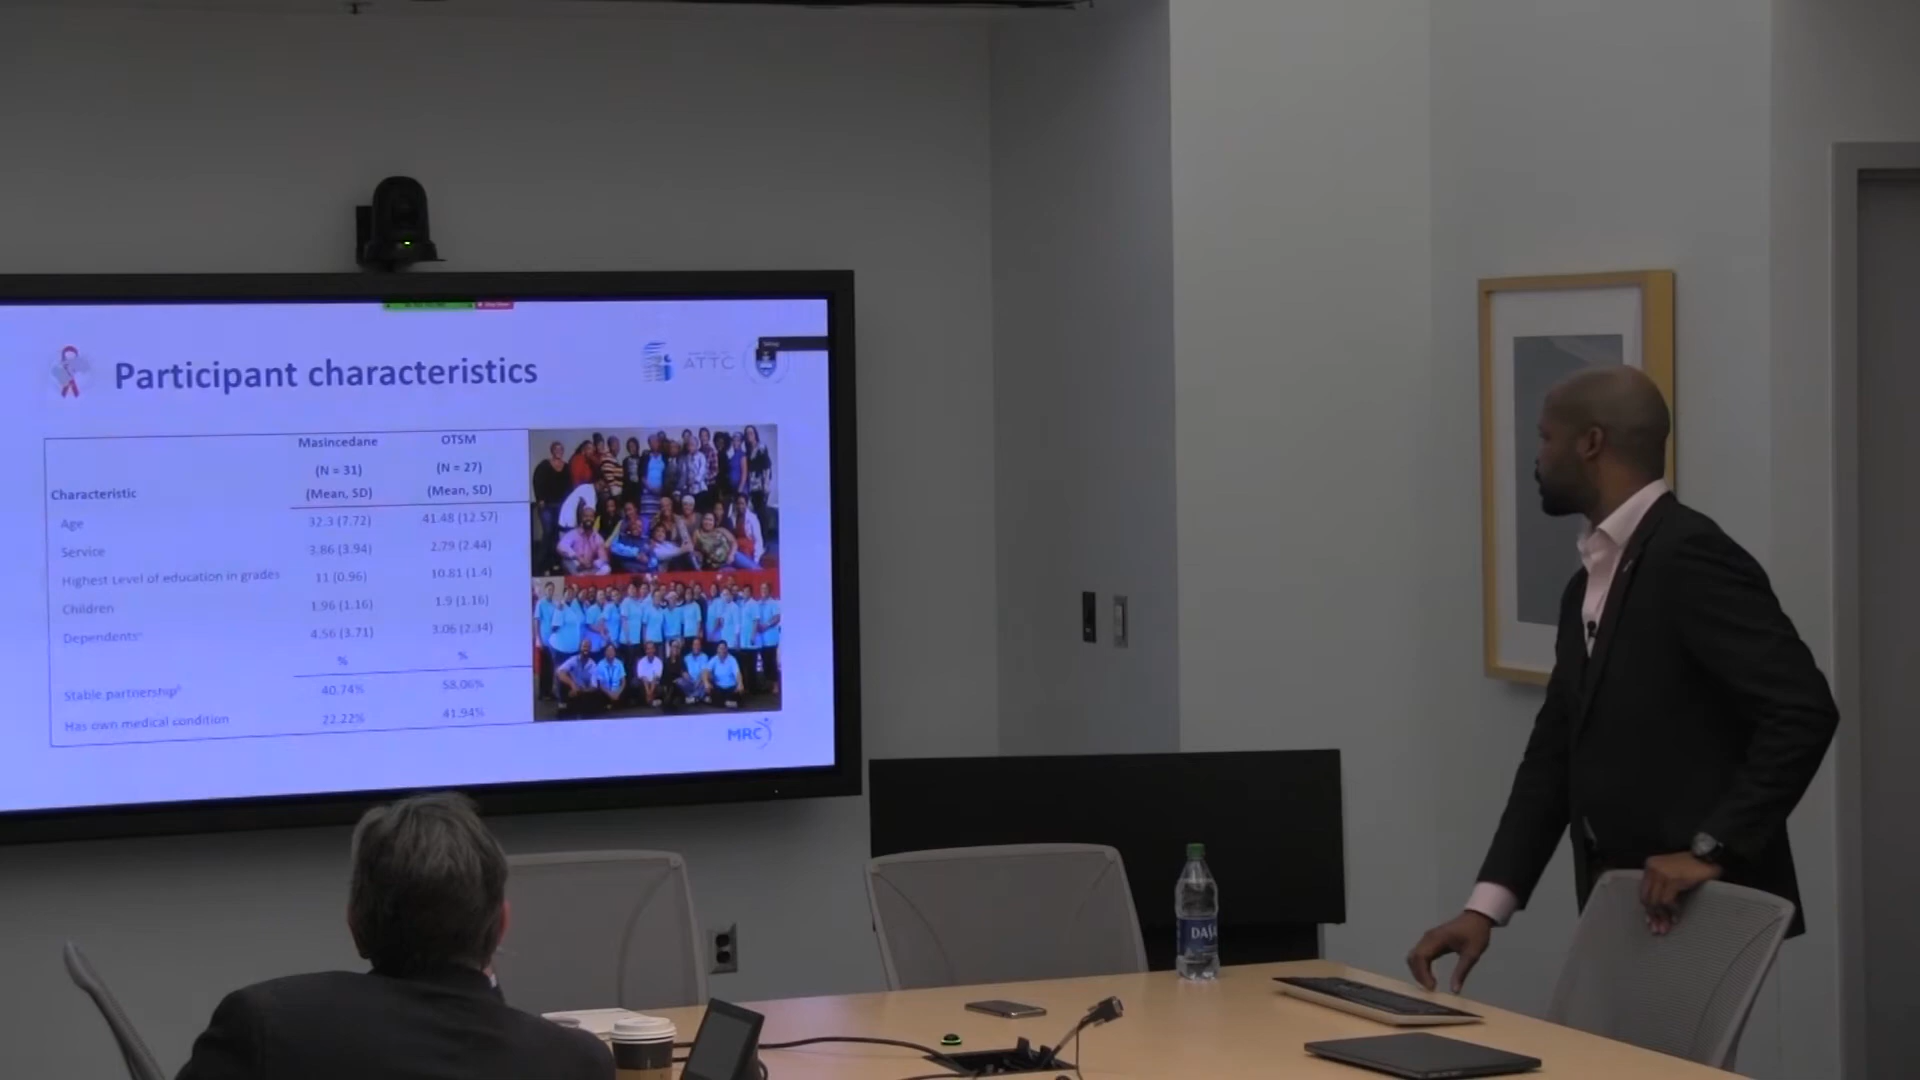 Participant characteristics
ATTC
Masincedane OTSM
(N = 31) (N = 27)
Characteristic (Mean, SD) (Mean, SD)
Age 32.3 (7.72) 41.48 (12.57)
Service 3.86 (3.94) 2.79 (2.44)
Highest Level of education in grades 11 (0.96) 10.81 (1.4)
Children 1.96 (1.16) 1.9 (1.16)
Dependents 4.56 (3.71) 3.06 (2.34)
% %
Stable partnership 40.74% 58.06%
Has own medical condition 22.22% 41.94%
MRC
DASA